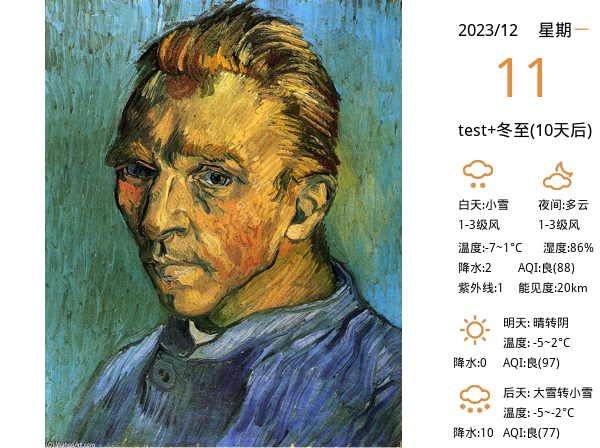 2023/12 星期一
11
test+冬至(10天后)
白天:小雪 夜间:多云
1-3级风 1-3级风
温度:-7~1°C 湿度:86%
降水:2 AQI:良(88)
紫外线:1 能见度:20km
明天: 晴转阴
温度: -5~2°C
降水:0 AQI:良(97)
后天: 大雪转小雪
温度: -5~-2°C
降水:10 AQI:良(77)
(C) WahooArt.com